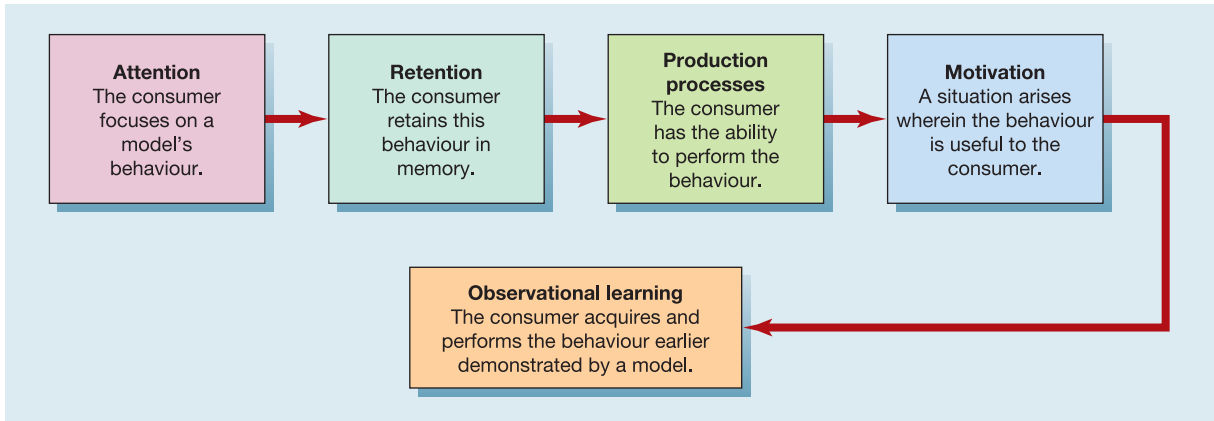 Attention
The consumer
focuses on a
model's
behaviour.
Retention
The consumer
retains this
behaviour in
memory.
Production
processes
The consumer
has the ability
to perform the
behaviour.
Motivation
A situation arises
wherein the behaviour
is useful to the
consumer.
Observational learning
The consumer acquires and
performs the behaviour earlier
demonstrated by a model.